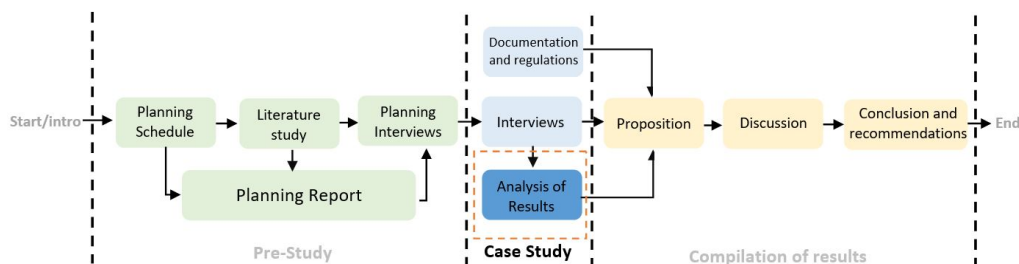 Start/intro
Planning
Schedule
Literature
study
Planning
Interviews
Planning Report
Pre-Study
Documentation
and regulations
Interviews
Analysis of
Results
Case Study
Proposition
Discussion
Conclusion and
recommendations
Compilation of results
End